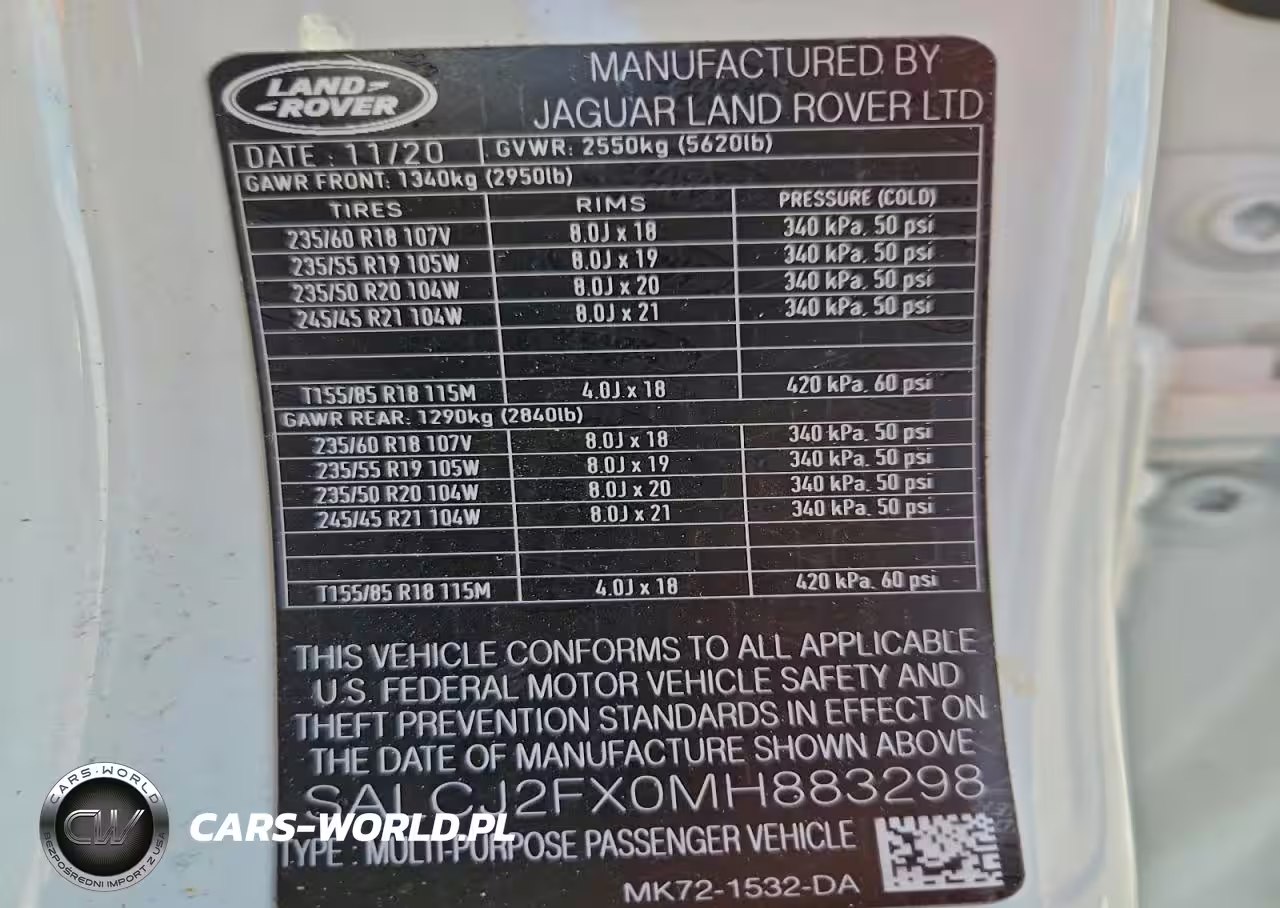 LAND-
-ROVER
MANUFACTURED BY
JAGUAR LAND ROVER LTD
DATE : 11/20 GVWR: 2550kg (5620lb)
GAWR FRONT: 1340kg (2950lb)
TIRES RIMS PRESSURE (COLD)
235/60 R18 107V 8.0J x 18 340 kPa, 50 psi
235/55 R19 105W 8.0J x 19 340 kPa, 50 psi
235/50 R20 104W 8.0J x 20 340 kPa, 50 psi
245/45 R21 104W 8.0J x 21 340 kPa, 50 psi
T155/85 R18 115M 4.0J x 18 420 kPa, 60 psi
GAWR REAR: 1290kg (2840lb)
235/60 R18 107V 8.0J x 18 340 kPa, 50 psi
235/55 R19 105W 8.0J x 19 340 kPa, 50 psi
235/50 R20 104W 8.0J x 20 340 kPa, 50 psi
245/45 R21 104W 8.0J x 21 340 kPa, 50 psi
T155/85 R18 115M 4.0J x 18 420 kPa, 60 psi
THIS VEHICLE CONFORMS TO ALL APPLICABLE
U.S. FEDERAL MOTOR VEHICLE SAFETY AND
THEFT PREVENTION STANDARDS IN EFFECT ON
THE DATE OF MANUFACTURE SHOWN ABOVE
SALCJ2FX0MH883298
TYPE : MULTI-PURPOSE PASSENGER VEHICLE
MK72-1532-DA
CARS-WORLD
CW
BEZPOŚREDNI IMPORT Z USA
CARS-WORLD.PL